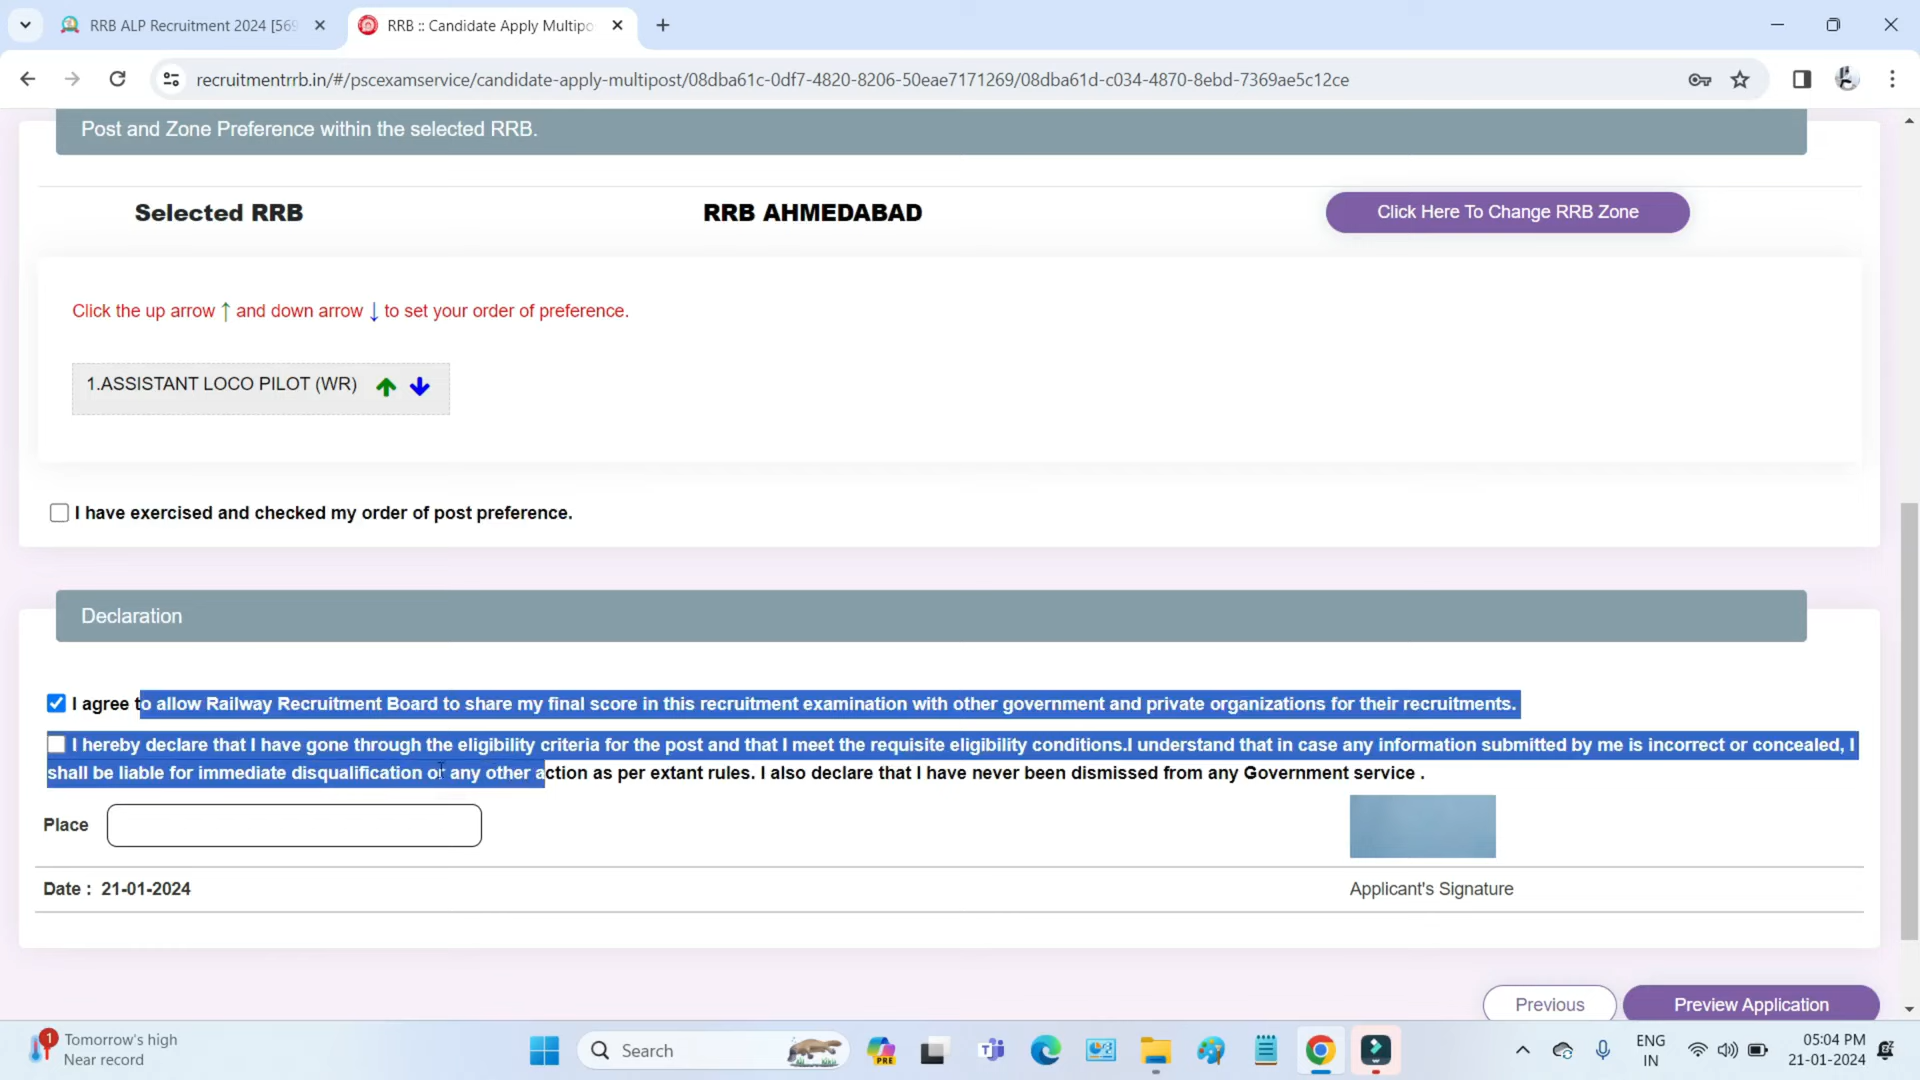 RRB ALP Recruitment 2024 [569
RRB :: Candidate Apply Multipo
recruitmentrrb.in/#/pscexamservice/candidate-apply-multipost/08dba61c-0df7-4820-8206-50eae7171269/08dba61d-c034-4870-8ebd-7369ae5c12ce
Post and Zone Preference within the selected RRB.
Selected RRB
RRB AHMEDABAD
Click Here To Change RRB Zone
Click the up arrow ↑ and down arrow ↓ to set your order of preference.
1.ASSISTANT LOCO PILOT (WR)
I have exercised and checked my order of post preference.
Declaration
I agree to allow Railway Recruitment Board to share my final score in this recruitment examination with other government and private organizations for their recruitments.
I hereby declare that I have gone through the eligibility criteria for the post and that I meet the requisite eligibility conditions.I understand that in case any information submitted by me is incorrect or concealed, I
shall be liable for immediate disqualification or any other action as per extant rules. I also declare that I have never been dismissed from any Government service .
Place
Date : 21-01-2024
Applicant's Signature
Previous
Preview Application
1
Tomorrow's high
Near record
Search
PRE
ENG
IN
05:04 PM
21-01-2024